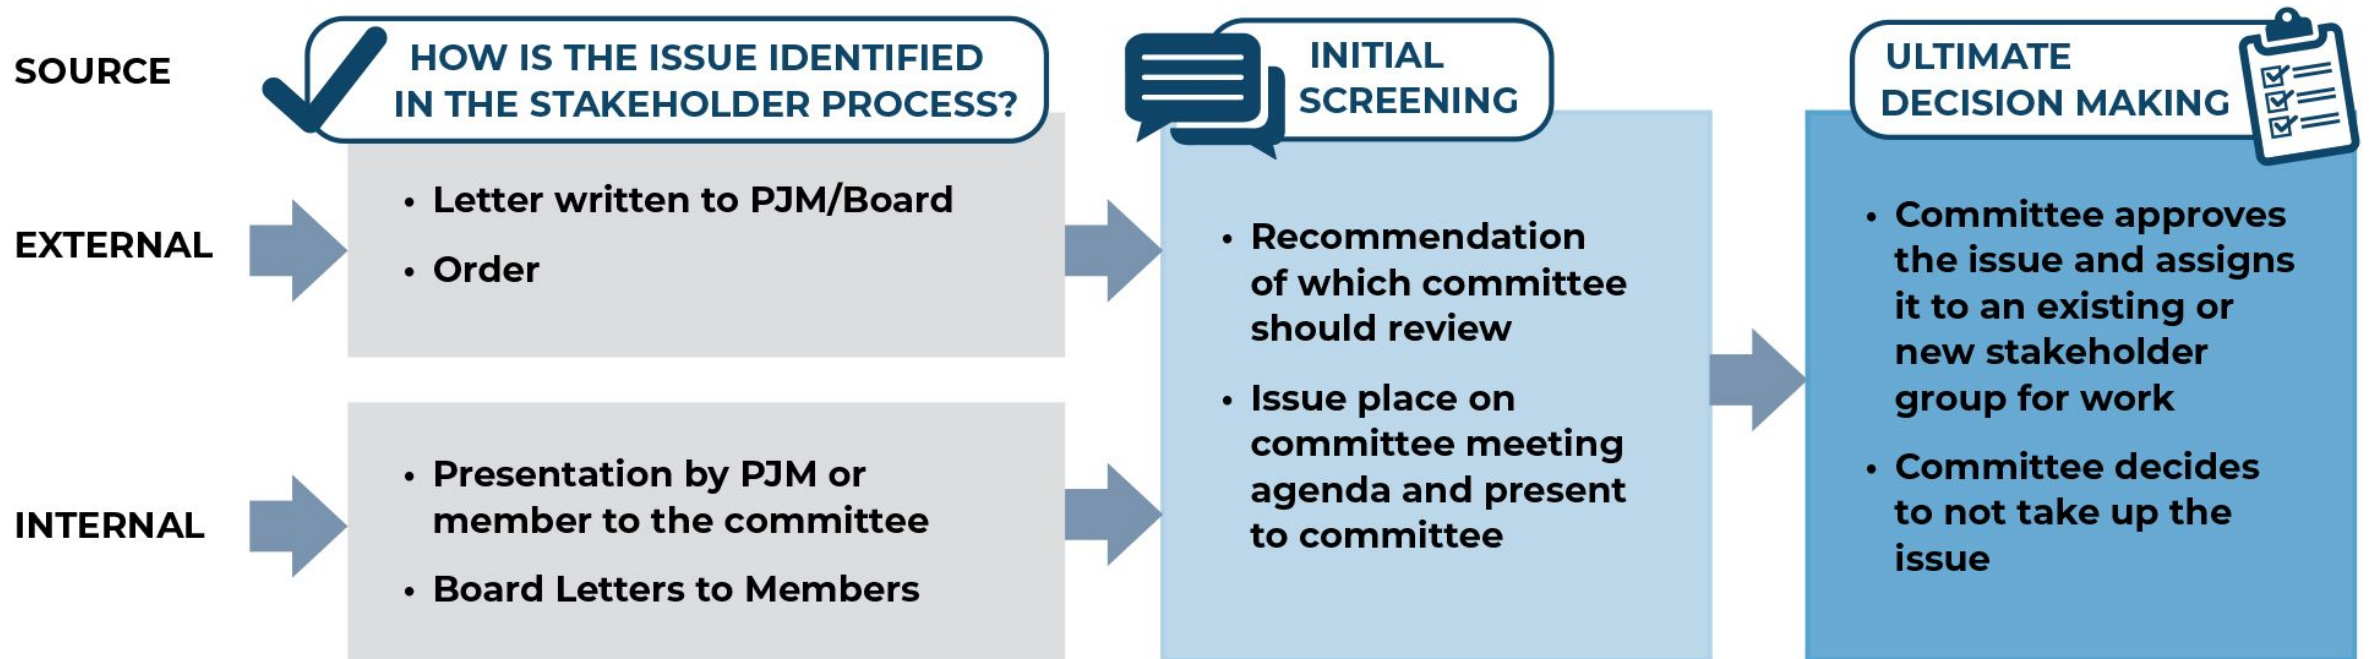 SOURCE
HOW IS THE ISSUE IDENTIFIED
IN THE STAKEHOLDER PROCESS?
INITIAL
SCREENING
ULTIMATE
DECISION MAKING
EXTERNAL
• Letter written to PJM/Board
• Order
INTERNAL
• Presentation by PJM or
member to the committee
• Board Letters to Members
• Recommendation
of which committee
should review
• Issue place on
committee meeting
agenda and present
to committee
• Committee approves
the issue and assigns
it to an existing or
new stakeholder
group for work
• Committee decides
to not take up the
issue